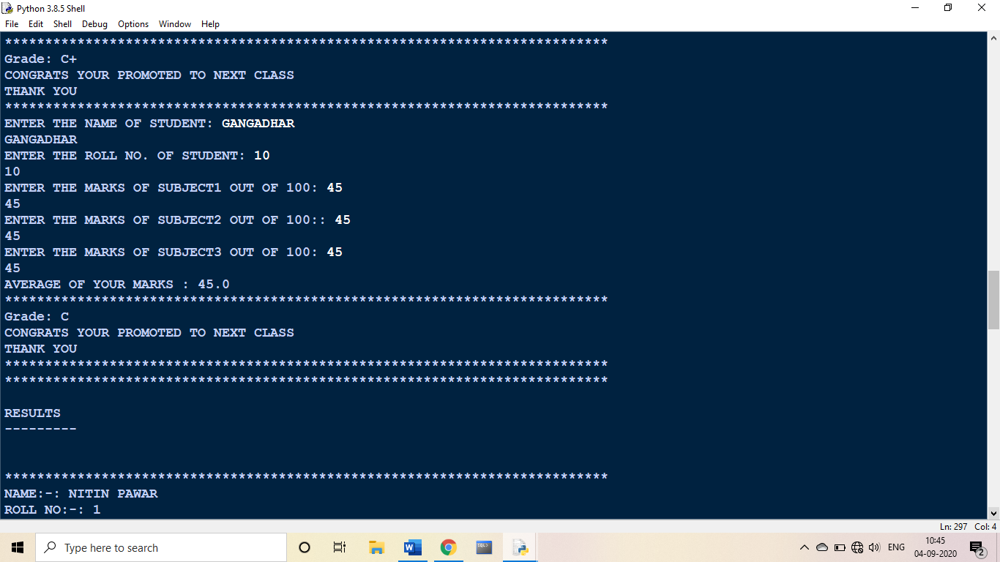 Python 3.8.5 Shell
File Edit Shell Debug Options Window Help
***************************************************************************
Grade: C+
CONGRATS YOUR PROMOTED TO NEXT CLASS
THANK YOU
***************************************************************************
ENTER THE NAME OF STUDENT: GANGADHAR
GANGADHAR
ENTER THE ROLL NO. OF STUDENT: 10
10
ENTER THE MARKS OF SUBJECT1 OUT OF 100: 45
45
ENTER THE MARKS OF SUBJECT2 OUT OF 100:: 45
45
ENTER THE MARKS OF SUBJECT3 OUT OF 100: 45
45
AVERAGE OF YOUR MARKS : 45.0
***************************************************************************
Grade: C
CONGRATS YOUR PROMOTED TO NEXT CLASS
THANK YOU
***************************************************************************
***************************************************************************
RESULTS
---------
***************************************************************************
NAME:-: NITIN PAWAR
ROLL NO:-: 1
Ln: 297 Col: 4
Type here to search
SQL>
ENG
10:45
04-09-2020
2